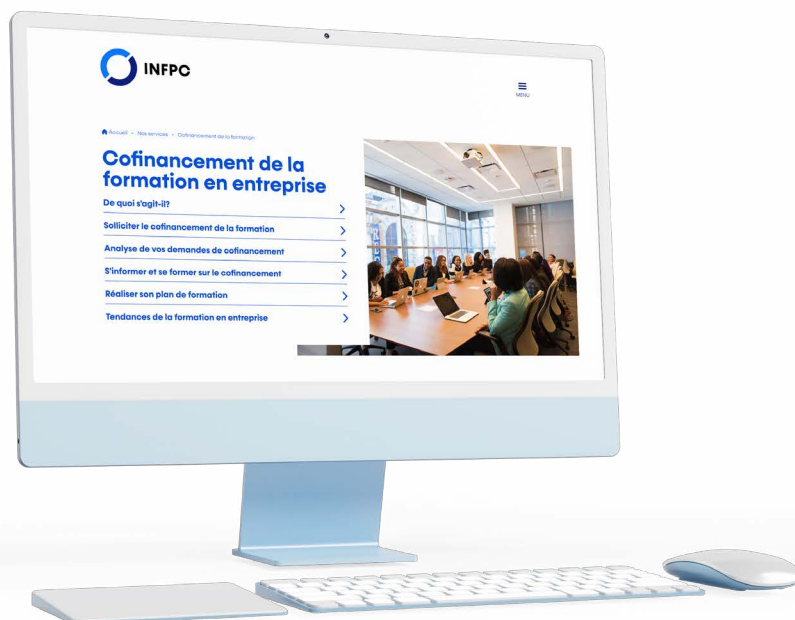 INFPC
MENU
Accueil > Nos services > Cofinancement de la formation
Cofinancement de la
formation en entreprise
De quoi s'agit-il?
Solliciter le cofinancement de la formation
Analyse de vos demandes de cofinancement
S'informer et se former sur le cofinancement
Réaliser son plan de formation
Tendances de la formation en entreprise